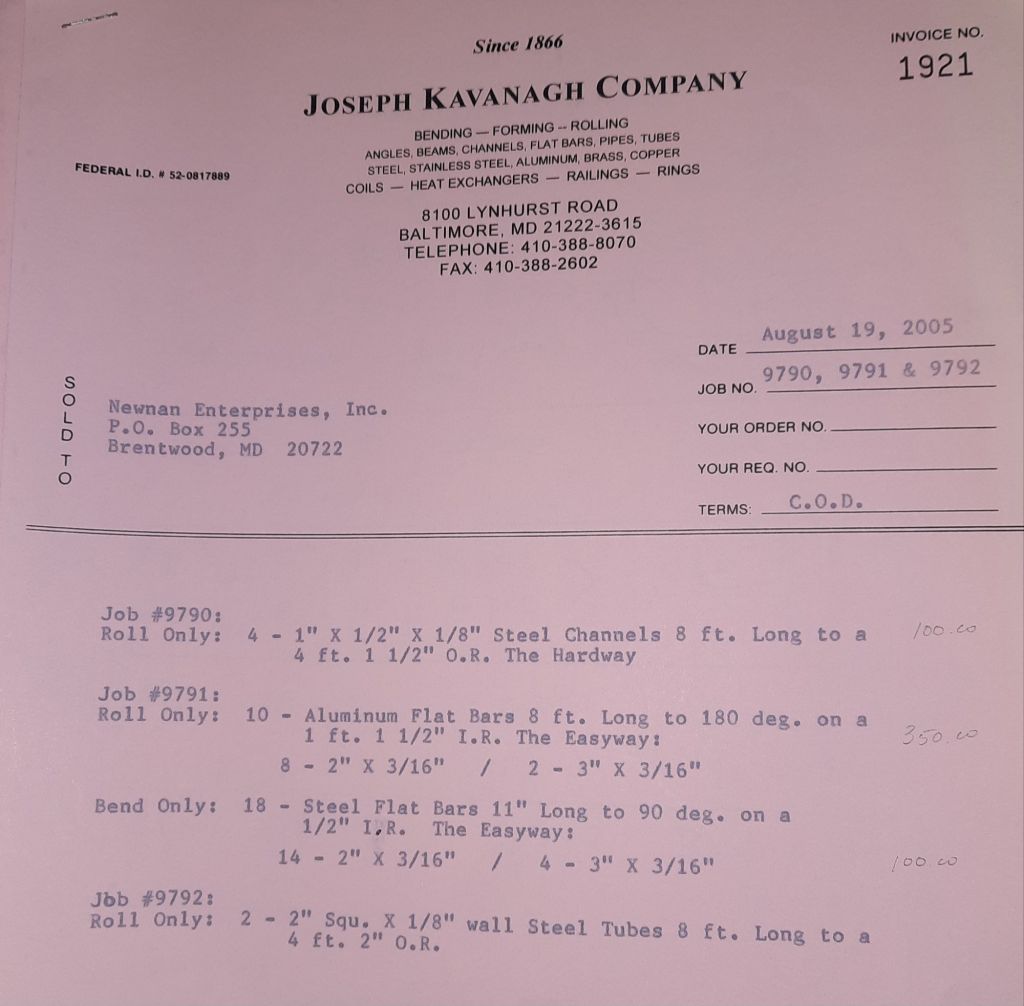 Since 1866
INVOICE NO.
1921
JOSEPH KAVANAGH COMPANY
BENDING — FORMING -- ROLLING
ANGLES, BEAMS, CHANNELS, FLAT BARS, PIPES, TUBES
STEEL, STAINLESS STEEL, ALUMINUM, BRASS, COPPER
COILS — HEAT EXCHANGERS — RAILINGS — RINGS
FEDERAL I.D. # 52-0817889
8100 LYNHURST ROAD
BALTIMORE, MD 21222-3615
TELEPHONE: 410-388-8070
FAX: 410-388-2602
DATE August 19, 2005
JOB NO. 9790, 9791 & 9792
YOUR ORDER NO.
YOUR REQ. NO.
TERMS: C.O.D.
SOLD TO
Newnan Enterprises, Inc.
P.O. Box 255
Brentwood, MD 20722
Job #9790:
Roll Only: 4 - 1" X 1/2" X 1/8" Steel Channels 8 ft. Long to a 100.00
4 ft. 1 1/2" O.R. The Hardway
Job #9791:
Roll Only: 10 - Aluminum Flat Bars 8 ft. Long to 180 deg. on a
1 ft. 1 1/2" I.R. The Easyway: 350.00
8 - 2" X 3/16" / 2 - 3" X 3/16"
Bend Only: 18 - Steel Flat Bars 11" Long to 90 deg. on a
1/2" I.R. The Easyway:
14 - 2" X 3/16" / 4 - 3" X 3/16" 100.00
Jbb #9792:
Roll Only: 2 - 2" Squ. X 1/8" wall Steel Tubes 8 ft. Long to a
4 ft. 2" O.R.